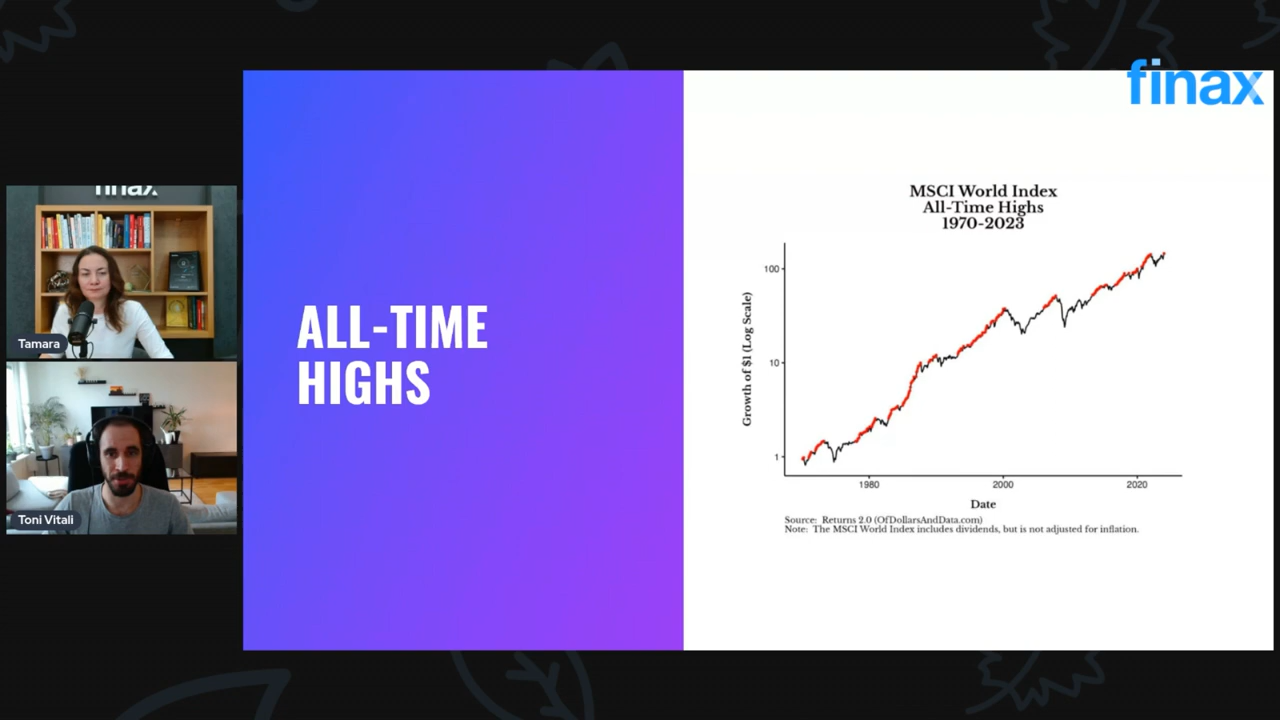 finax
finax
Tamara
Toni Vitali
ALL-TIME
HIGHS
MSCI World Index
All-Time Highs
1970-2023
Growth of $1 (Log Scale)
100
10
1
1980
2000
2020
Date
Source: Returns 2.0 (OfDollarsAndData.com)
Note: The MSCI World Index includes dividends, but is not adjusted for inflation.